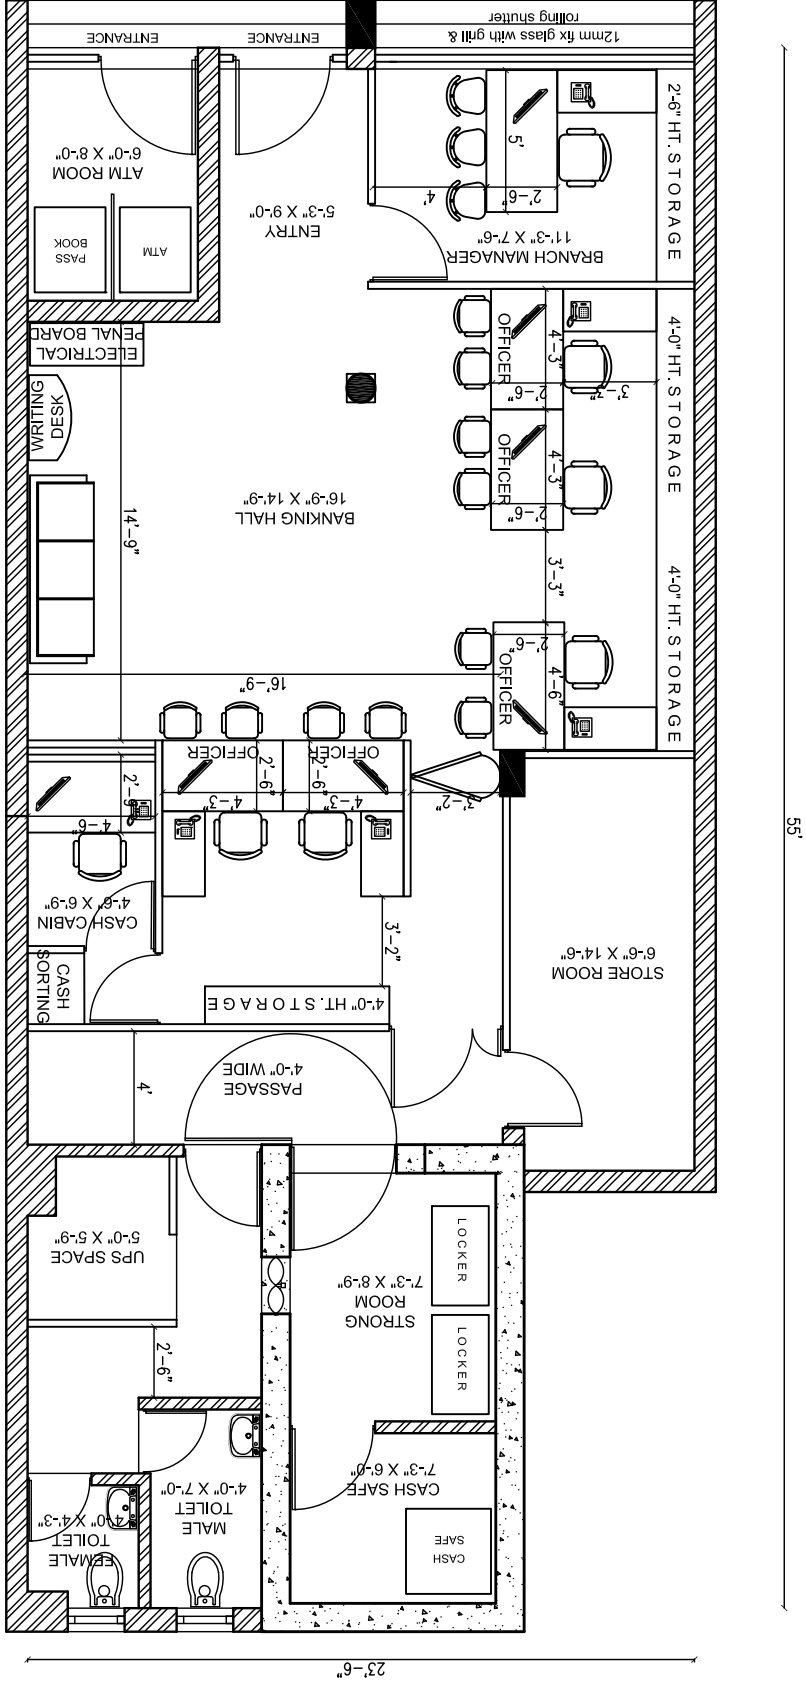 12mm fix glass with grill &
rolling shutter
ENTRANCE
ENTRANCE
ATM ROOM
6'-0" X 8'-0"
PASS
BOOK
ATM
ENTRY
5'-3" X 9'-0"
5'
2'-6"
4'
BRANCH MANAGER
11'-3" X 7'-6"
2'-6" HT. STORAGE
ELECTRICAL
PENAL BOARD
WRITING
DESK
14'-9"
BANKING HALL
16'-9" X 14'-9"
OFFICER
4'-3"
2'-6"
3'-3"
4'-0" HT. STORAGE
OFFICER
4'-3"
2'-6"
3'-3"
OFFICER
2'-6"
4'-6"
4'-0" HT. STORAGE
16'-9"
OFFICER
2'-6"
4'-3"
OFFICER
2'-6"
4'-3"
3'-2"
2'-9"
4'-6"
CASH CABIN
4'-6" X 6'-9"
CASH
SORTING
3'-2"
4'-0" HT. STORAGE
STORE ROOM
6'-6" X 14'-6"
55'
PASSAGE
4'-0" WIDE
4'
UPS SPACE
5'-0" X 5'-9"
2'-6"
STRONG
ROOM
7'-3" X 8'-9"
LOCKER
LOCKER
CASH SAFE
7'-3" X 6'-0"
CASH
SAFE
MALE
TOILET
4'-0" X 7'-0"
FEMALE
TOILET
4'-0" X 4'-3"
23'-6"